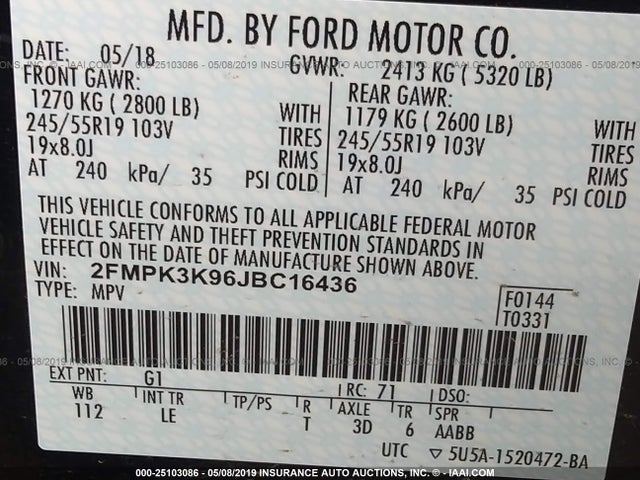 MFD. BY FORD MOTOR CO.
DATE: 05/18 GVWR: 2413 KG ( 5320 LB)
FRONT GAWR: REAR GAWR:
1270 KG ( 2800 LB) WITH 1179 KG ( 2600 LB) WITH
245/55R19 103V TIRES 245/55R19 103V TIRES
19x8.0J RIMS 19x8.0J RIMS
AT 240 kPa/ 35 PSI COLD AT 240 kPa/ 35 PSI COLD
THIS VEHICLE CONFORMS TO ALL APPLICABLE FEDERAL MOTOR
VEHICLE SAFETY AND THEFT PREVENTION STANDARDS IN
EFFECT ON THE DATE OF MANUFACTURE SHOWN ABOVE.
VIN: 2FMPK3K96JBC16436
TYPE: MPV
F0144
T0331
EXT PNT: G1 RC: 71 DSO:
WB INT TR TP/PS R AXLE TR SPR
112 LE T 3D 6 AABB
UTC ▽ 5U5A-1520472-BA
000-25103086 - 05/08/2019 INSURANCE AUTO AUCTIONS - © IAAI.COM